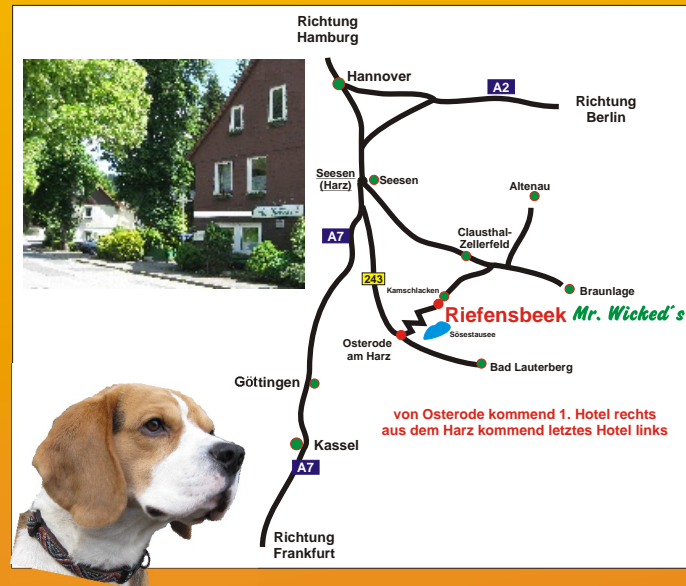 Richtung
Hamburg
Hannover
A2
Richtung
Berlin
Seesen
(Harz)
Seesen
Altenau
A7
Clausthal-
Zellerfeld
243
Kamschlacken
Braunlage
Riefensbeek Mr. Wicked´s
Sösestausee
Osterode
am Harz
Bad Lauterberg
Göttingen
von Osterode kommend 1. Hotel rechts
aus dem Harz kommend letztes Hotel links
Kassel
A7
Richtung
Frankfurt